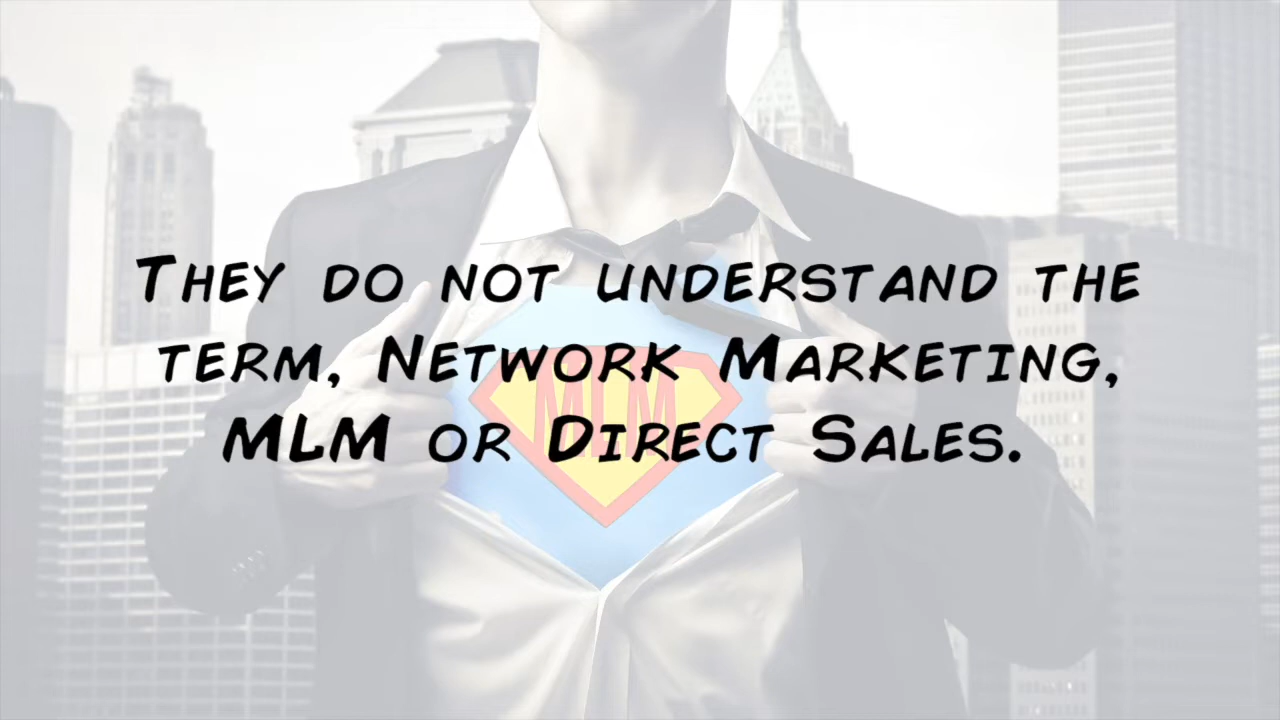 They do not understand the
term, Network Marketing,
MLM or Direct Sales.
MLM